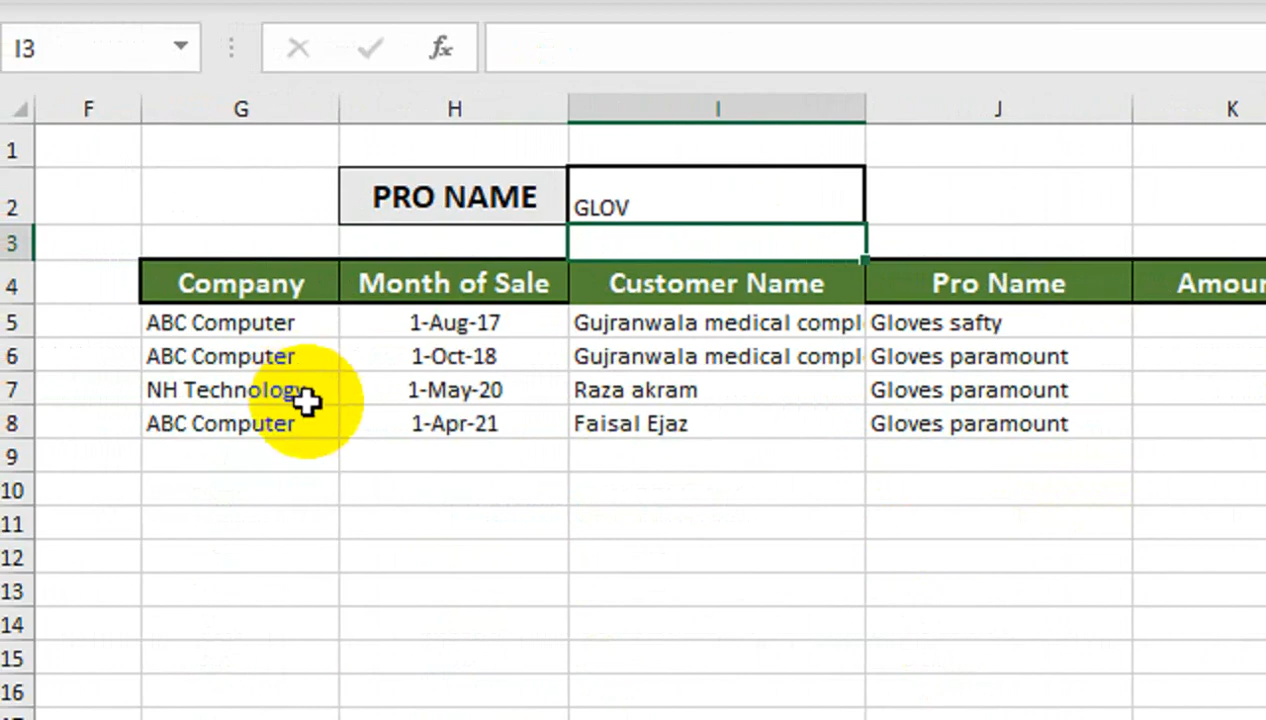 I3 fx
F G H I J K
1
2 PRO NAME GLOV
3
4 Company Month of Sale Customer Name Pro Name Amour
5 ABC Computer 1-Aug-17 Gujranwala medical compl Gloves safty
6 ABC Computer 1-Oct-18 Gujranwala medical compl Gloves paramount
7 NH Technology 1-May-20 Raza akram Gloves paramount
8 ABC Computer 1-Apr-21 Faisal Ejaz Gloves paramount
9
10
11
12
13
14
15
16